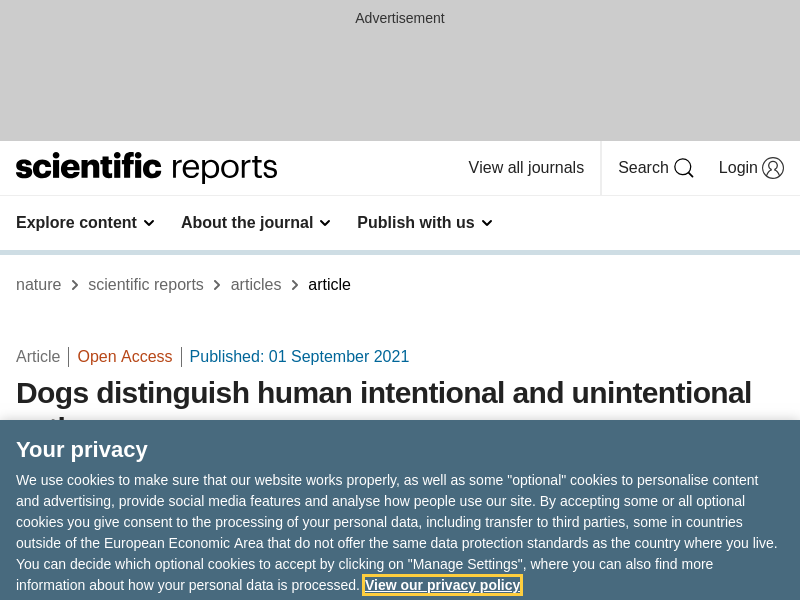 Advertisement
scientific reports
View all journals
Search
Login
Explore content
About the journal
Publish with us
nature > scientific reports > articles > article
Article
Open Access
Published: 01 September 2021
Dogs distinguish human intentional and unintentional
Your privacy
We use cookies to make sure that our website works properly, as well as some "optional" cookies to personalise content
and advertising, provide social media features and analyse how people use our site. By accepting some or all optional
cookies you give consent to the processing of your personal data, including transfer to third parties, some in countries
outside of the European Economic Area that do not offer the same data protection standards as the country where you live.
You can decide which optional cookies to accept by clicking on "Manage Settings", where you can also find more
information about how your personal data is processed. View our privacy policy